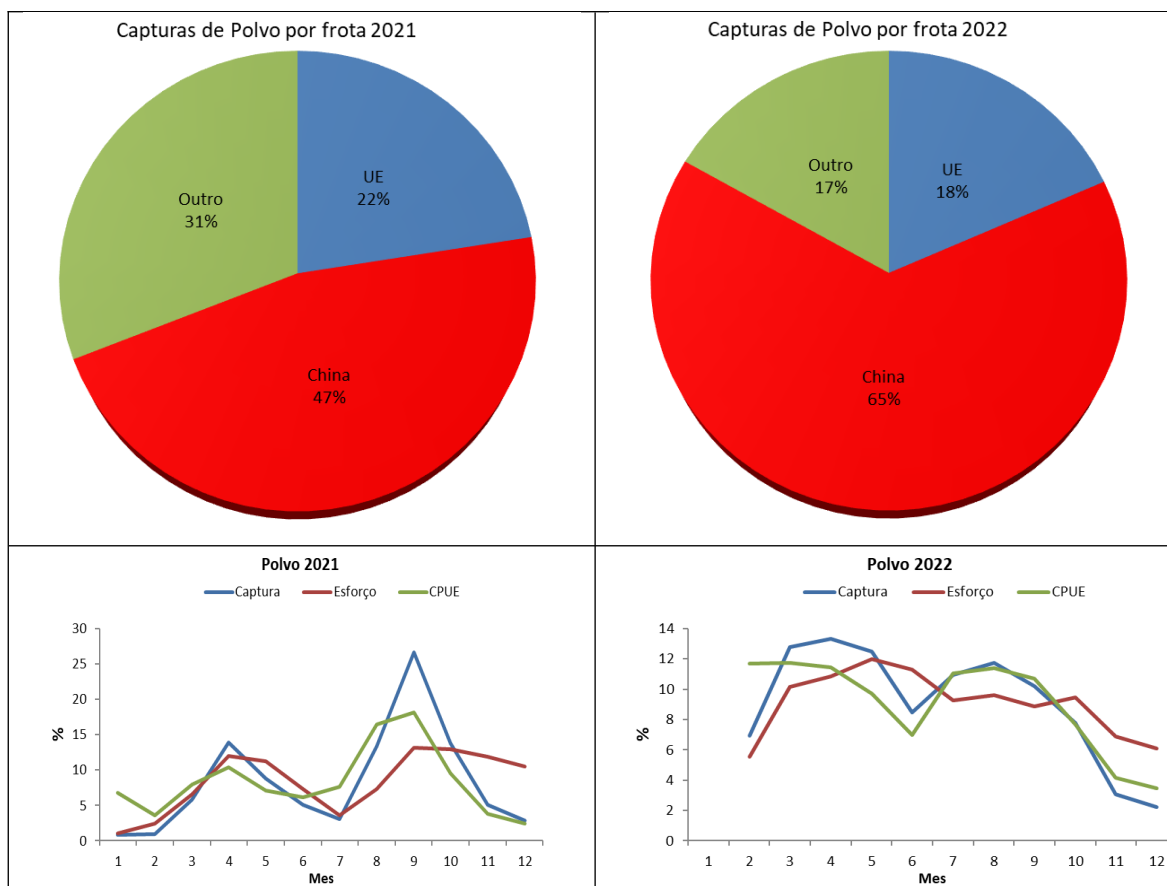 Capturas de Polvo por frota 2021
UE
22%
Outro
31%
China
47%
Capturas de Polvo por frota 2022
Outro
17%
UE
18%
China
65%
Polvo 2021
Captura Esforço CPUE
30
25
20
15
10
5
0
%
1 2 3 4 5 6 7 8 9 10 11 12
Mes
Polvo 2022
Captura Esforço CPUE
14
12
10
8
6
4
2
0
%
1 2 3 4 5 6 7 8 9 10 11 12
Mes